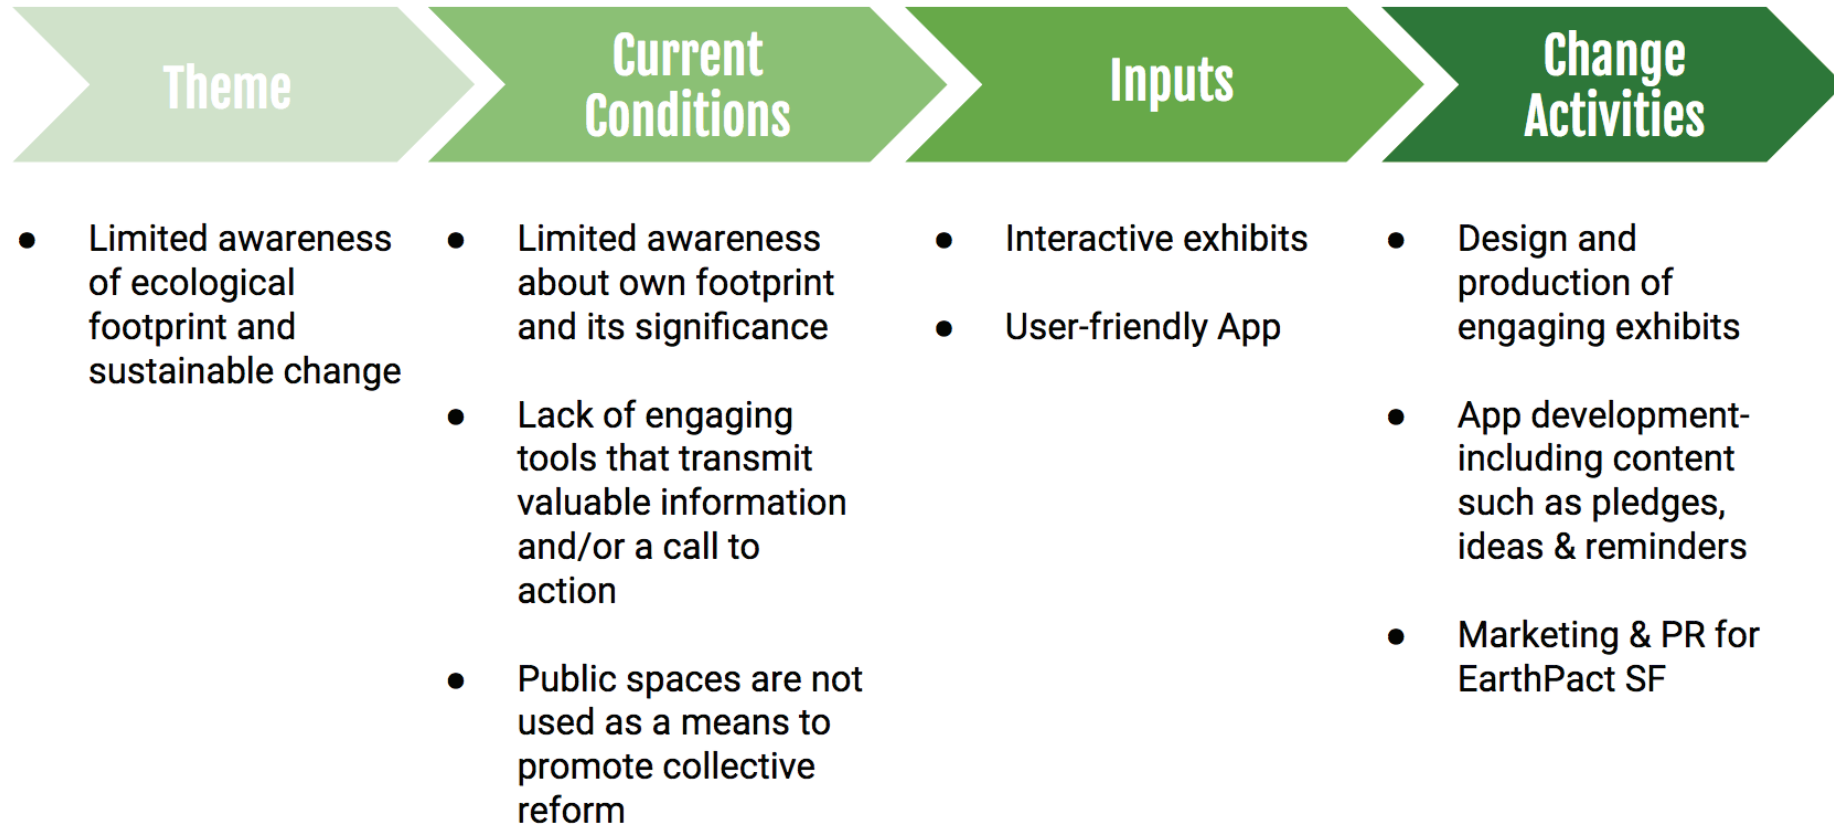 Theme
Current
Conditions
Inputs
Change
Activities
● Limited awareness
of ecological
footprint and
sustainable change
● Limited awareness
about own footprint
and its significance
● Lack of engaging
tools that transmit
valuable information
and/or a call to
action
● Public spaces are not
used as a means to
promote collective
reform
● Interactive exhibits
● User-friendly App
● Design and
production of
engaging exhibits
● App development-
including content
such as pledges,
ideas & reminders
● Marketing & PR for
EarthPact SF